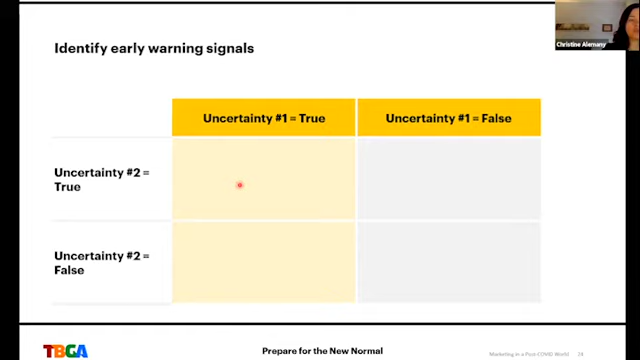 Christine Alemany
Identify early warning signals
Uncertainty #1 = True
Uncertainty #1 = False
Uncertainty #2 =
True
Uncertainty #2 =
False
TBGA
Prepare for the New Normal
Marketing in a Post-COVID World
24